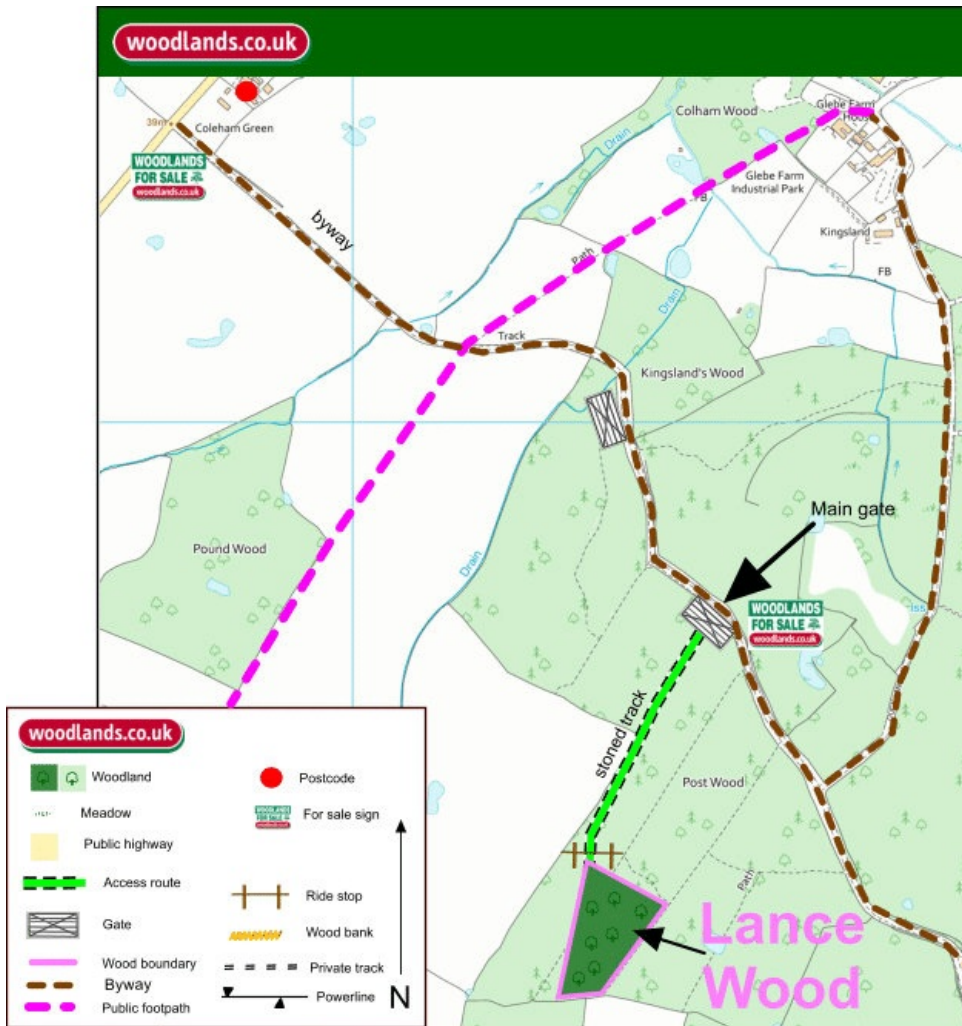 woodlands.co.uk
39m
Coleham Green
WOODLANDS
FOR SALE
woodlands.co.uk
byway
Drain
Colham Wood
Glebe Farm
House
Glebe Farm
Industrial Park
FB
Kingsland
FB
Path
Drain
Track
Kingsland's Wood
Main gate
Pound Wood
Drain
Iss
WOODLANDS
FOR SALE
woodlands.co.uk
stoned track
Post Wood
Path
Lance
Wood
woodlands.co.uk
Woodland
Meadow
Public highway
Access route
Gate
Wood boundary
Byway
Public footpath
Postcode
For sale sign
Ride stop
Wood bank
Private track
Powerline
N